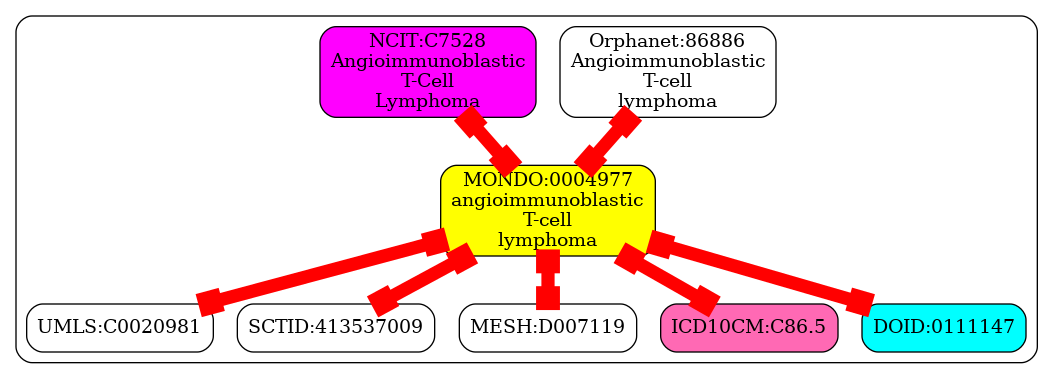 NCIT:C7528
Angioimmunoblastic
T-Cell
Lymphoma
Orphanet:86886
Angioimmunoblastic
T-cell
lymphoma
MONDO:0004977
angioimmunoblastic
T-cell
lymphoma
UMLS:C0020981
SCTID:413537009
MESH:D007119
ICD10CM:C86.5
DOID:0111147